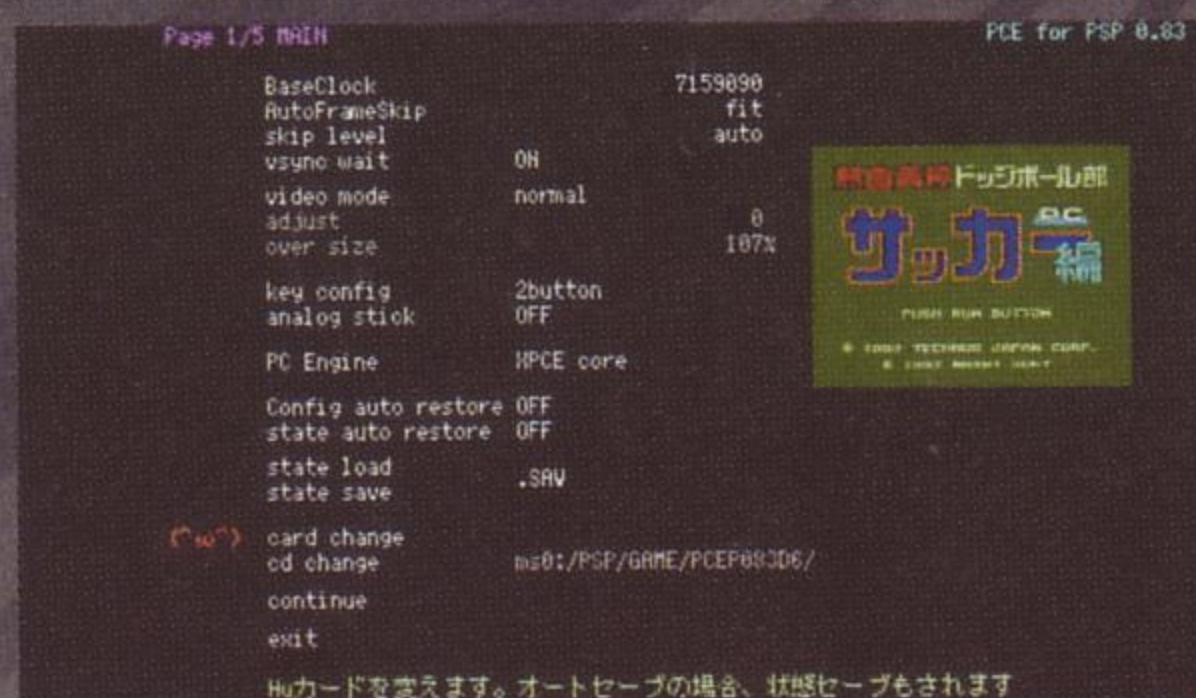 Page 1/5 MAIN
PCE for PSP 0.83
BaseClock 7159090
AutoFrameSkip fit
skip level auto
vsync wait ON
video mode normal
adjust 0
over size 107%
key config 2button
analog stick OFF
PC Engine XPCE core
Config auto restore OFF
state auto restore OFF
state load
.SAV
state save
(^ω^) card change
cd change ms0:/PSP/GAME/PCEP083D6/
continue
exit
Huカードを変えます。オートセーブの場合、状態セーブもされます
ドッジボール部
PC
サッカー編
PUSH RUN BUTTON
TECHNOS JAPAN CORP.